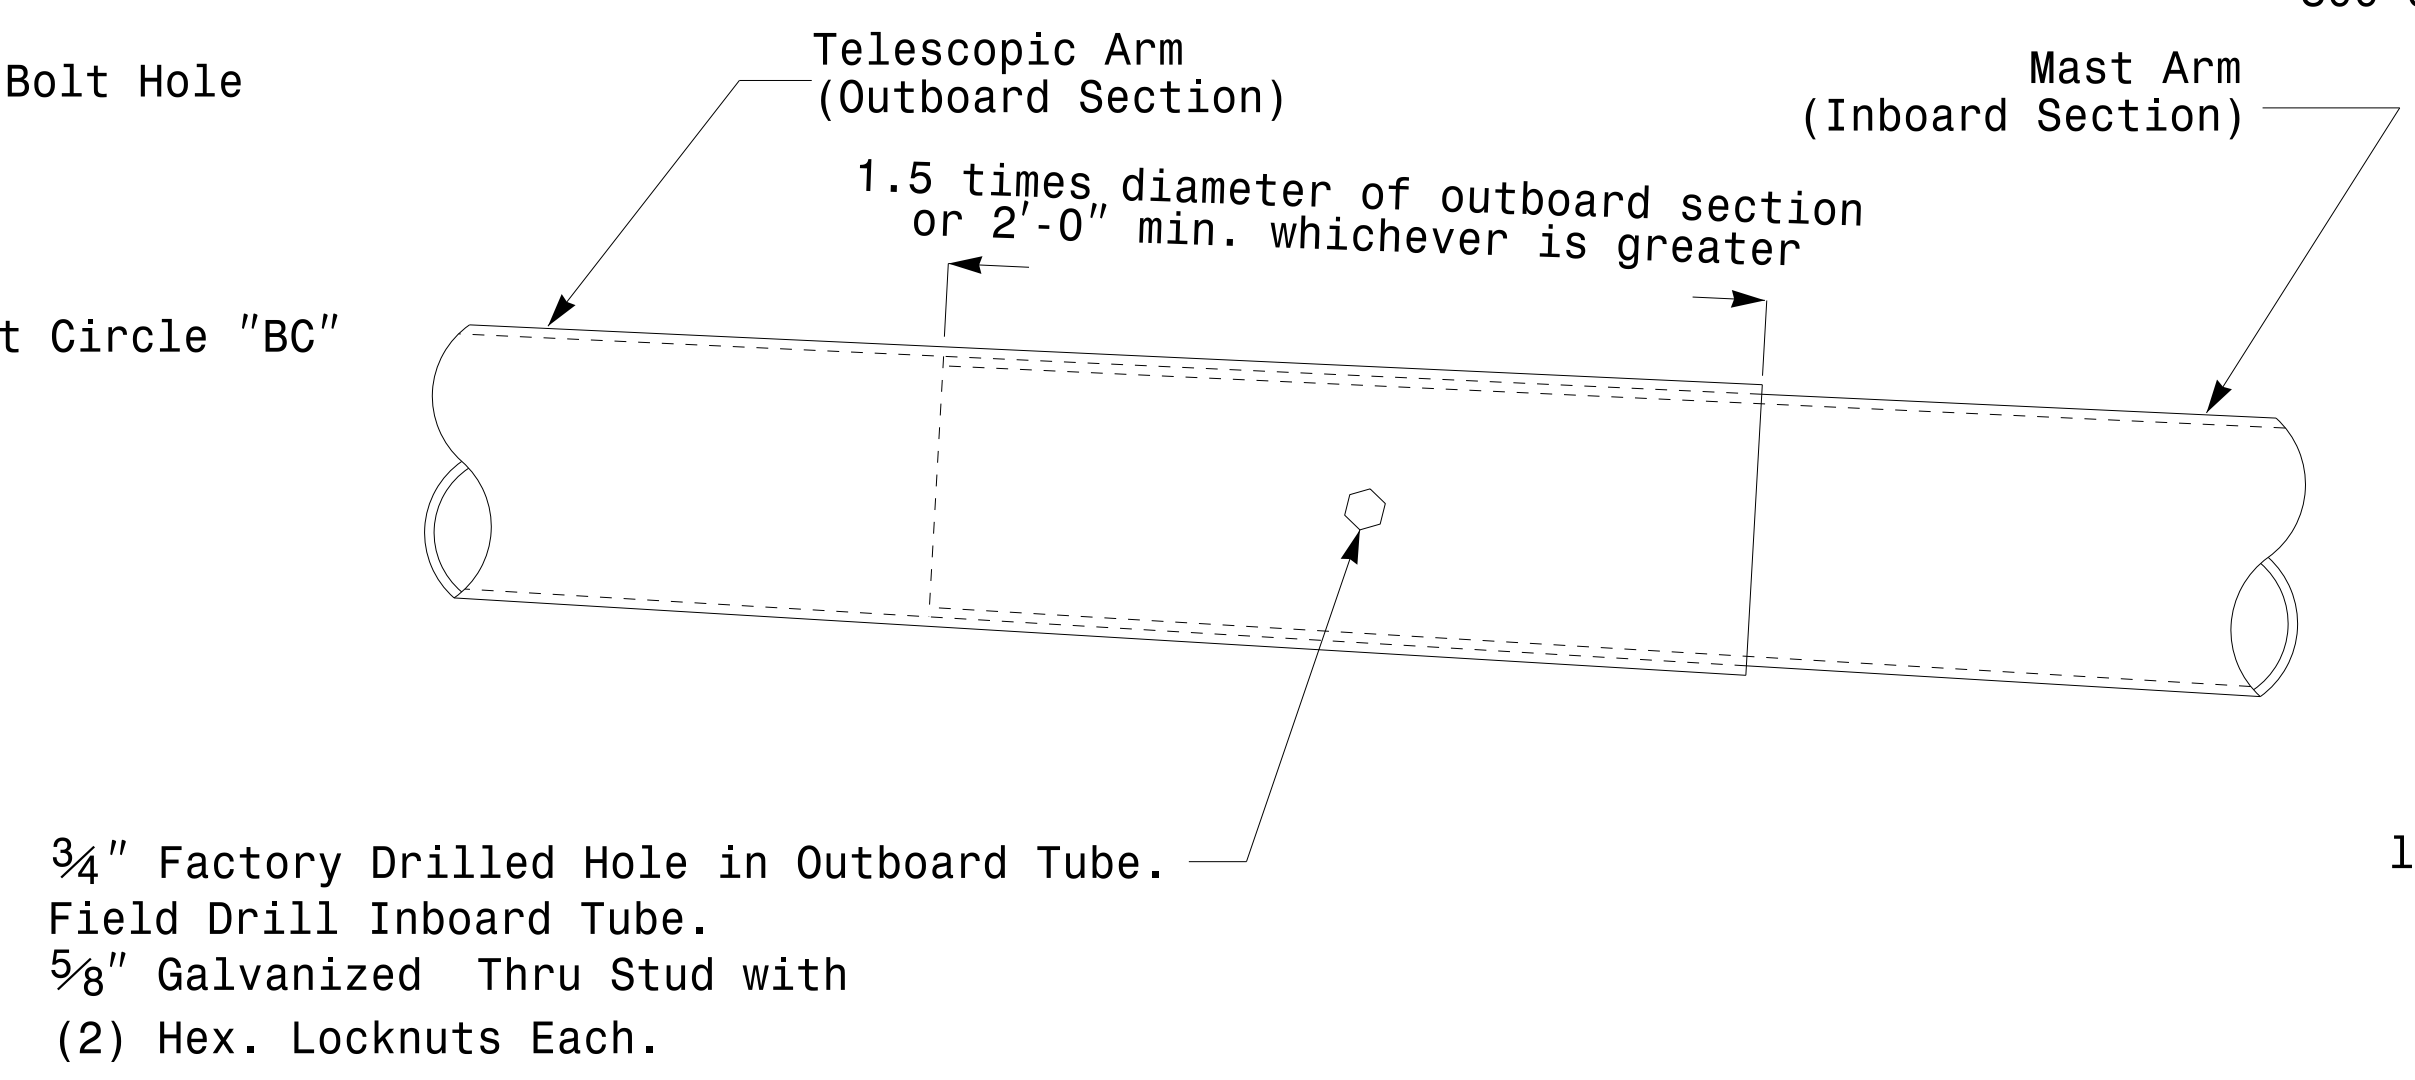 Bolt Hole
Telescopic Arm
(Outboard Section)
Mast Arm
(Inboard Section)
1.5 times diameter of outboard section
or 2'-0" min. whichever is greater
t Circle "BC"
3/4" Factory Drilled Hole in Outboard Tube.
Field Drill Inboard Tube.
5/8" Galvanized  Thru Stud with
(2) Hex. Locknuts Each.